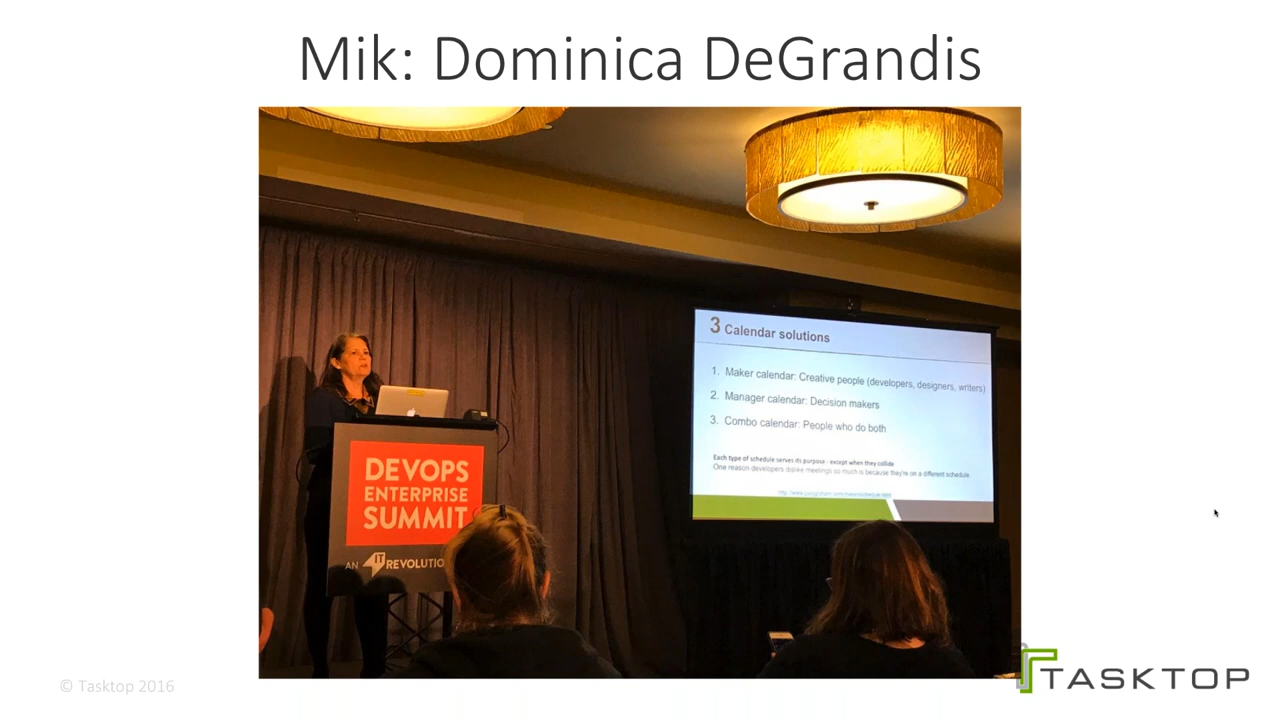 Mik: Dominica DeGrandis
3 Calendar solutions
1. Maker calendar: Creative people (developers, designers, writers)
2. Manager calendar: Decision makers
3. Combo calendar: People who do both
Each type of schedule serves its purpose - except when they collide
One reason developers dislike meetings so much is because they're on a different schedule.
DEVOPS
ENTERPRISE
SUMMIT
AN IT REVOLUTIO
© Tasktop 2016
TASKTOP